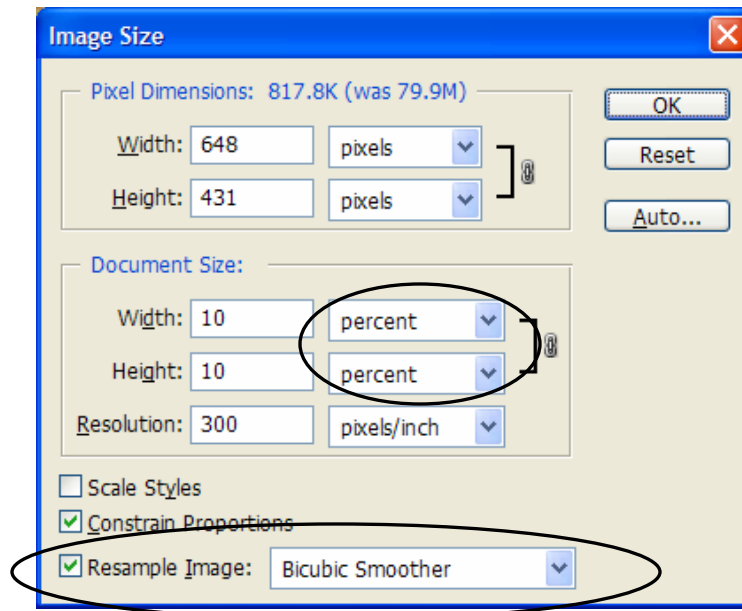 Image Size
Pixel Dimensions: 817.8K (was 79.9M)
Width: 648 pixels
Height: 431 pixels
OK
Reset
Auto...
Document Size:
Width: 10 percent
Height: 10 percent
Resolution: 300 pixels/inch
Scale Styles
Constrain Proportions
Resample Image: Bicubic Smoother